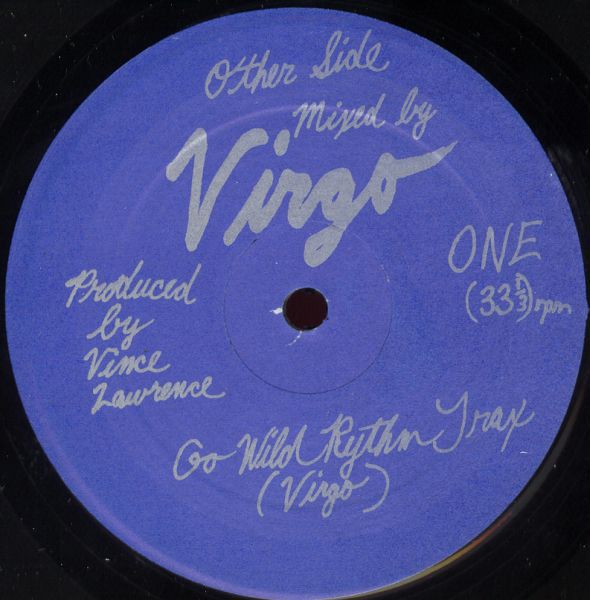 Other Side
Mixed by
Virgo
ONE
(33⅓ rpm)
Produced
by
Vince
Lawrence
Go Wild Rythm Trax
(Virgo)